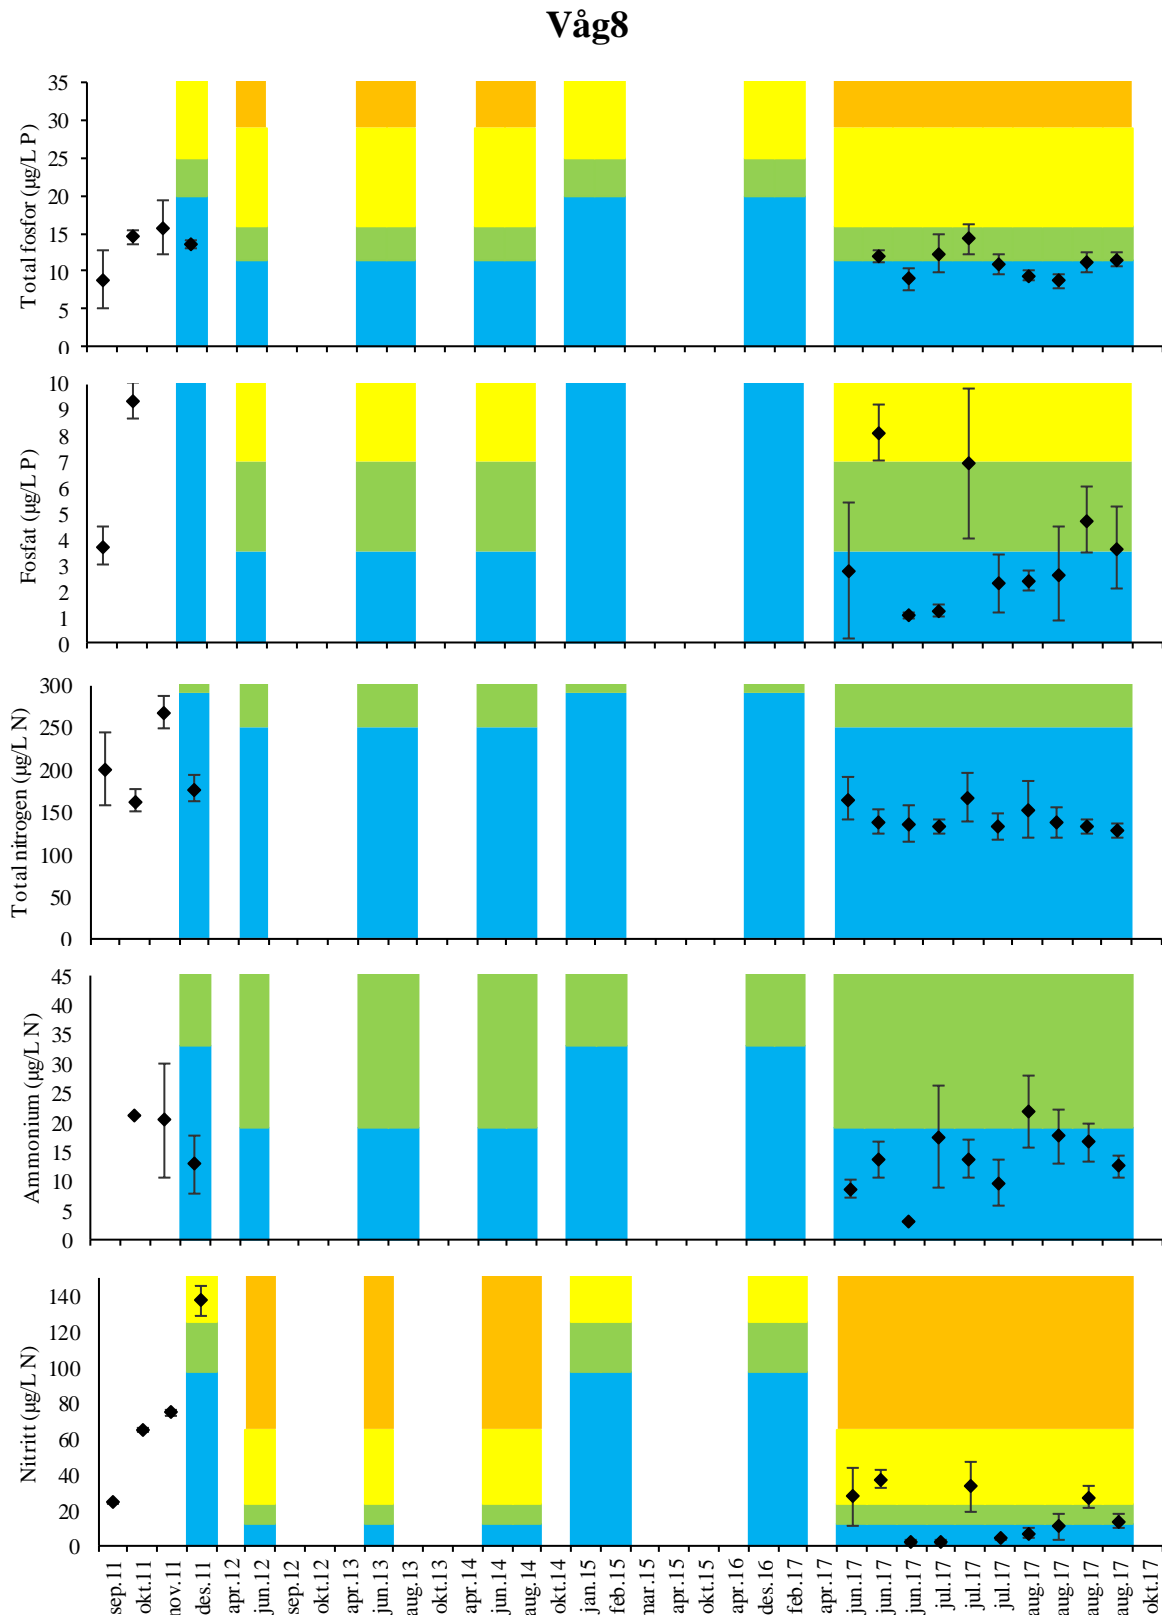 Våg8
Total fosfor (µg/L P)
35
30
25
20
15
10
5
0
Fosfat (µg/L P)
10
9
8
7
6
5
4
3
2
1
0
Total nitrogen (µg/L N)
300
250
200
150
100
50
0
Ammonium (µg/L N)
45
40
35
30
25
20
15
10
5
0
Nitritt (µg/L N)
140
120
100
80
60
40
20
0
sep.11
okt.11
nov.11
des.11
apr.12
jun.12
sep.12
okt.12
apr.13
jun.13
aug.13
okt.13
apr.14
jun.14
aug.14
okt.14
jan.15
feb.15
mar.15
apr.15
okt.15
apr.16
des.16
feb.17
apr.17
jun.17
jun.17
jun.17
jul.17
jul.17
jul.17
aug.17
aug.17
aug.17
aug.17
okt.17